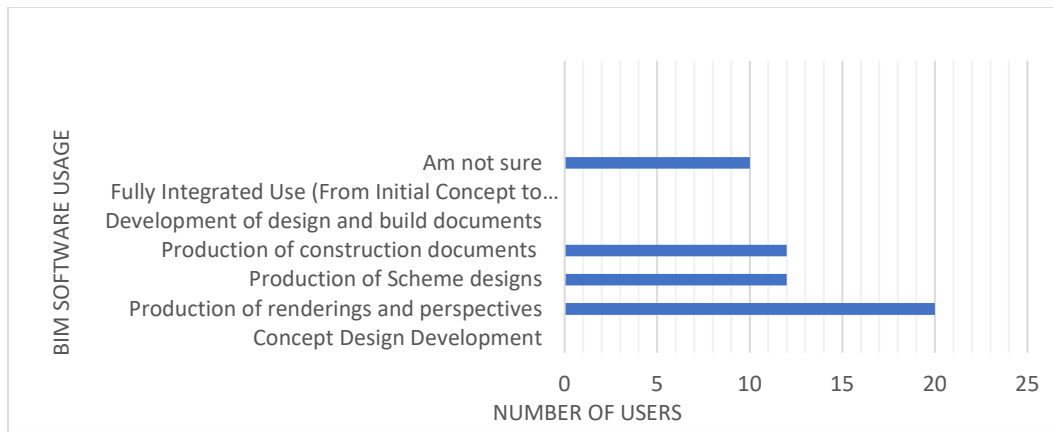 BIM SOFTWARE USAGE
Am not sure
Fully Integrated Use (From Initial Concept to…
Development of design and build documents
Production of construction documents
Production of Scheme designs
Production of renderings and perspectives
Concept Design Development
0 5 10 15 20 25
NUMBER OF USERS